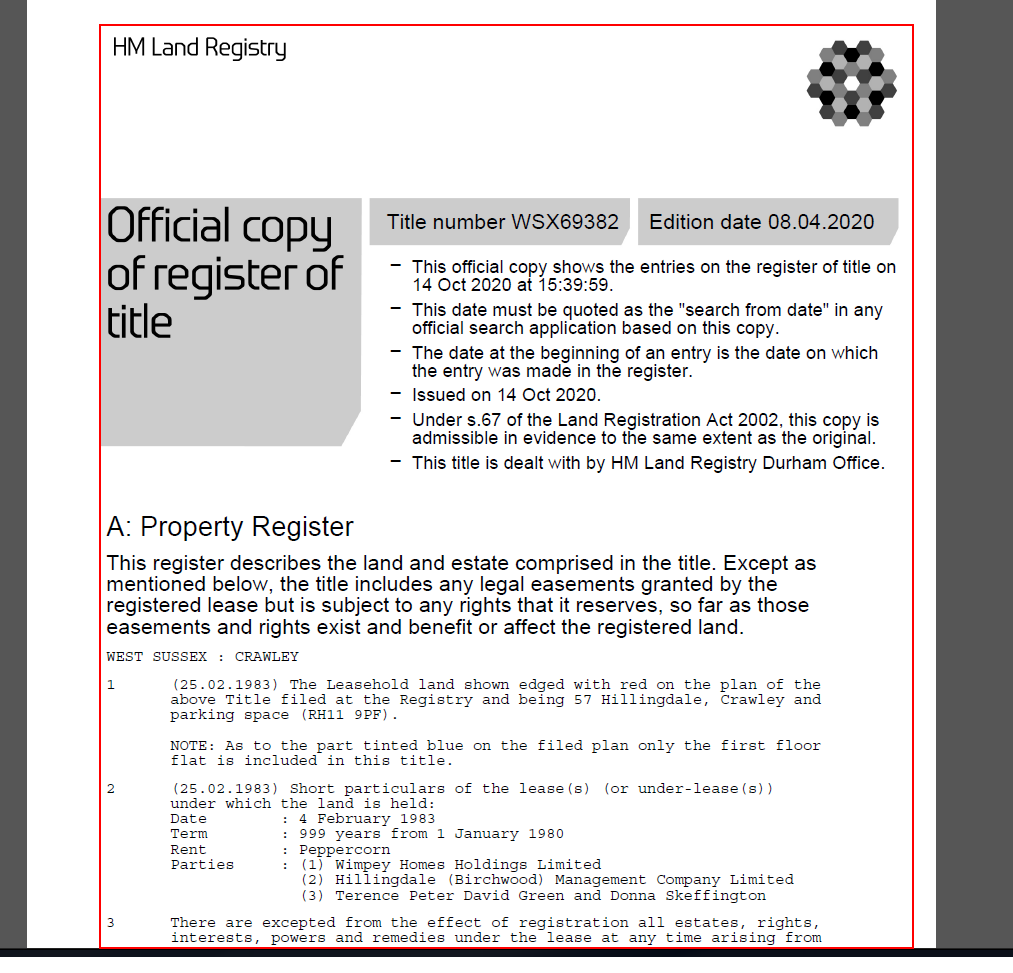 HM Land Registry
Official copy
of register of
title
Title number WSX69382
Edition date 08.04.2020
– This official copy shows the entries on the register of title on
14 Oct 2020 at 15:39:59.
– This date must be quoted as the "search from date" in any
official search application based on this copy.
– The date at the beginning of an entry is the date on which
the entry was made in the register.
– Issued on 14 Oct 2020.
– Under s.67 of the Land Registration Act 2002, this copy is
admissible in evidence to the same extent as the original.
– This title is dealt with by HM Land Registry Durham Office.
A: Property Register
This register describes the land and estate comprised in the title. Except as
mentioned below, the title includes any legal easements granted by the
registered lease but is subject to any rights that it reserves, so far as those
easements and rights exist and benefit or affect the registered land.
WEST SUSSEX : CRAWLEY
1 (25.02.1983) The Leasehold land shown edged with red on the plan of the
above Title filed at the Registry and being 57 Hillingdale, Crawley and
parking space (RH11 9PF).
NOTE: As to the part tinted blue on the filed plan only the first floor
flat is included in this title.
2 (25.02.1983) Short particulars of the lease(s) (or under-lease(s))
under which the land is held:
Date : 4 February 1983
Term : 999 years from 1 January 1980
Rent : Peppercorn
Parties : (1) Wimpey Homes Holdings Limited
(2) Hillingdale (Birchwood) Management Company Limited
(3) Terence Peter David Green and Donna Skeffington
3 There are excepted from the effect of registration all estates, rights,
interests, powers and remedies under the lease at any time arising from